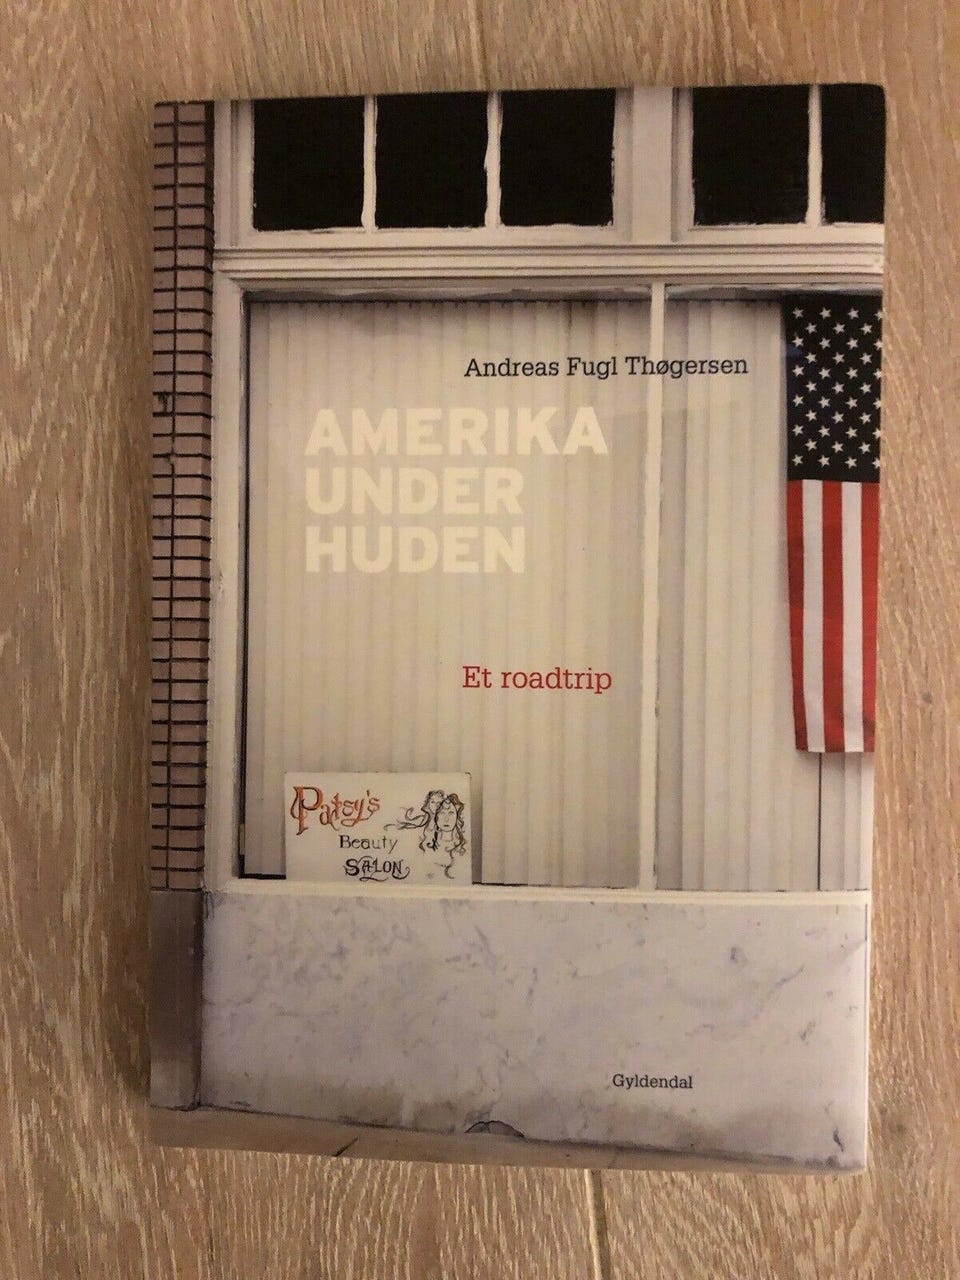 Andreas Fugl Thøgersen
AMERIKA
UNDER
HUDEN
Et roadtrip
Patsy's
Beauty
SALON
Gyldendal